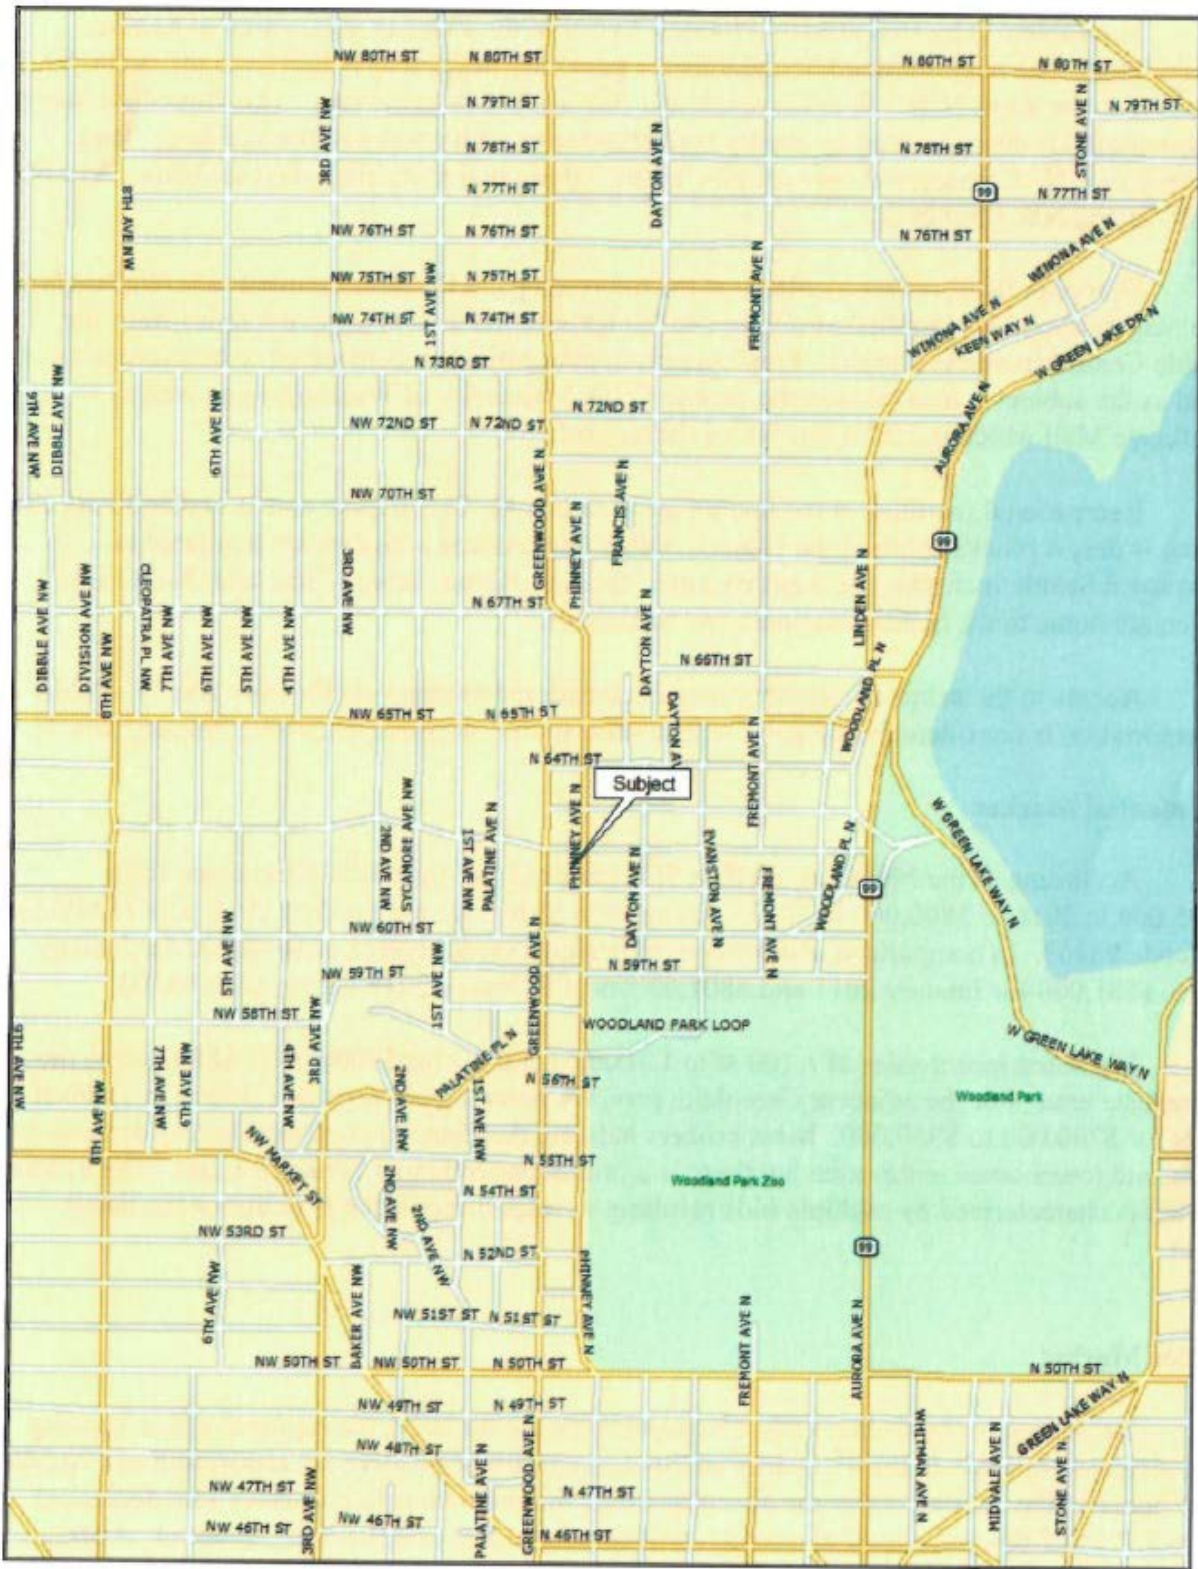 NW 80TH ST
N 80TH ST
N 80TH ST
N 80TH ST
N 79TH ST
N 79TH ST
3RD AVE NW
DAYTON AVE N
STONE AVE N
N 78TH ST
N 78TH ST
N 77TH ST
99
N 77TH ST
8TH AVE NW
NW 76TH ST
N 76TH ST
N 76TH ST
WINONA AVE N
FREMONT AVE N
NW 75TH ST
N 75TH ST
1ST AVE NW
NW 74TH ST
N 74TH ST
WINONA AVE N
KEEN WAY N
W GREEN LAKE DR N
N 73RD ST
9TH AVE NW
DIBBLE AVE NW
6TH AVE NW
NW 72ND ST
N 72ND ST
N 72ND ST
AURORA AVE N
NW 70TH ST
GREENWOOD AVE N
PHINNEY AVE N
FRANCIS AVE N
99
LINDEN AVE N
DIBBLE AVE NW
DIVISION AVE NW
8TH AVE NW
CLEOPATRA PL NW
7TH AVE NW
6TH AVE NW
5TH AVE NW
4TH AVE NW
3RD AVE NW
N 67TH ST
DAYTON AVE N
N 66TH ST
WOODLAND PL N
NW 65TH ST
N 65TH ST
DAYTON AV
FREMONT AVE N
N 64TH ST
Subject
PHINNEY AVE N
2ND AVE NW
SYCAMORE AVE NW
1ST AVE NW
PALATINE AVE N
DAYTON AVE N
EVANSTON AVE N
FREMONT AVE N
WOODLAND PL N
99
W GREEN LAKE WAY N
NW 60TH ST
5TH AVE NW
NW 59TH ST
1ST AVE NW
GREENWOOD AVE N
N 59TH ST
NW 58TH ST
3RD AVE NW
WOODLAND PARK LOOP
W GREEN LAKE WAY N
9TH AVE NW
8TH AVE NW
7TH AVE NW
6TH AVE NW
4TH AVE NW
2ND AVE NW
PALATINE PL N
1ST AVE NW
N 56TH ST
Woodland Park
NW MARKET ST
N 55TH ST
Woodland Park Zoo
2ND AVE NW
N 54TH ST
2ND AVE NW
NW 53RD ST
N 52ND ST
99
6TH AVE NW
BAKER AVE NW
NW 51ST ST
N 51ST ST
PHINNEY AVE N
FREMONT AVE N
AURORA AVE N
NW 50TH ST
NW 50TH ST
N 50TH ST
N 50TH ST
NW 49TH ST
N 49TH ST
GREEN LAKE WAY N
NW 48TH ST
PALATINE AVE N
GREENWOOD AVE N
WHITMAN AVE N
MIDVALE AVE N
STONE AVE N
NW 47TH ST
N 47TH ST
3RD AVE NW
NW 46TH ST
NW 46TH ST
N 46TH ST